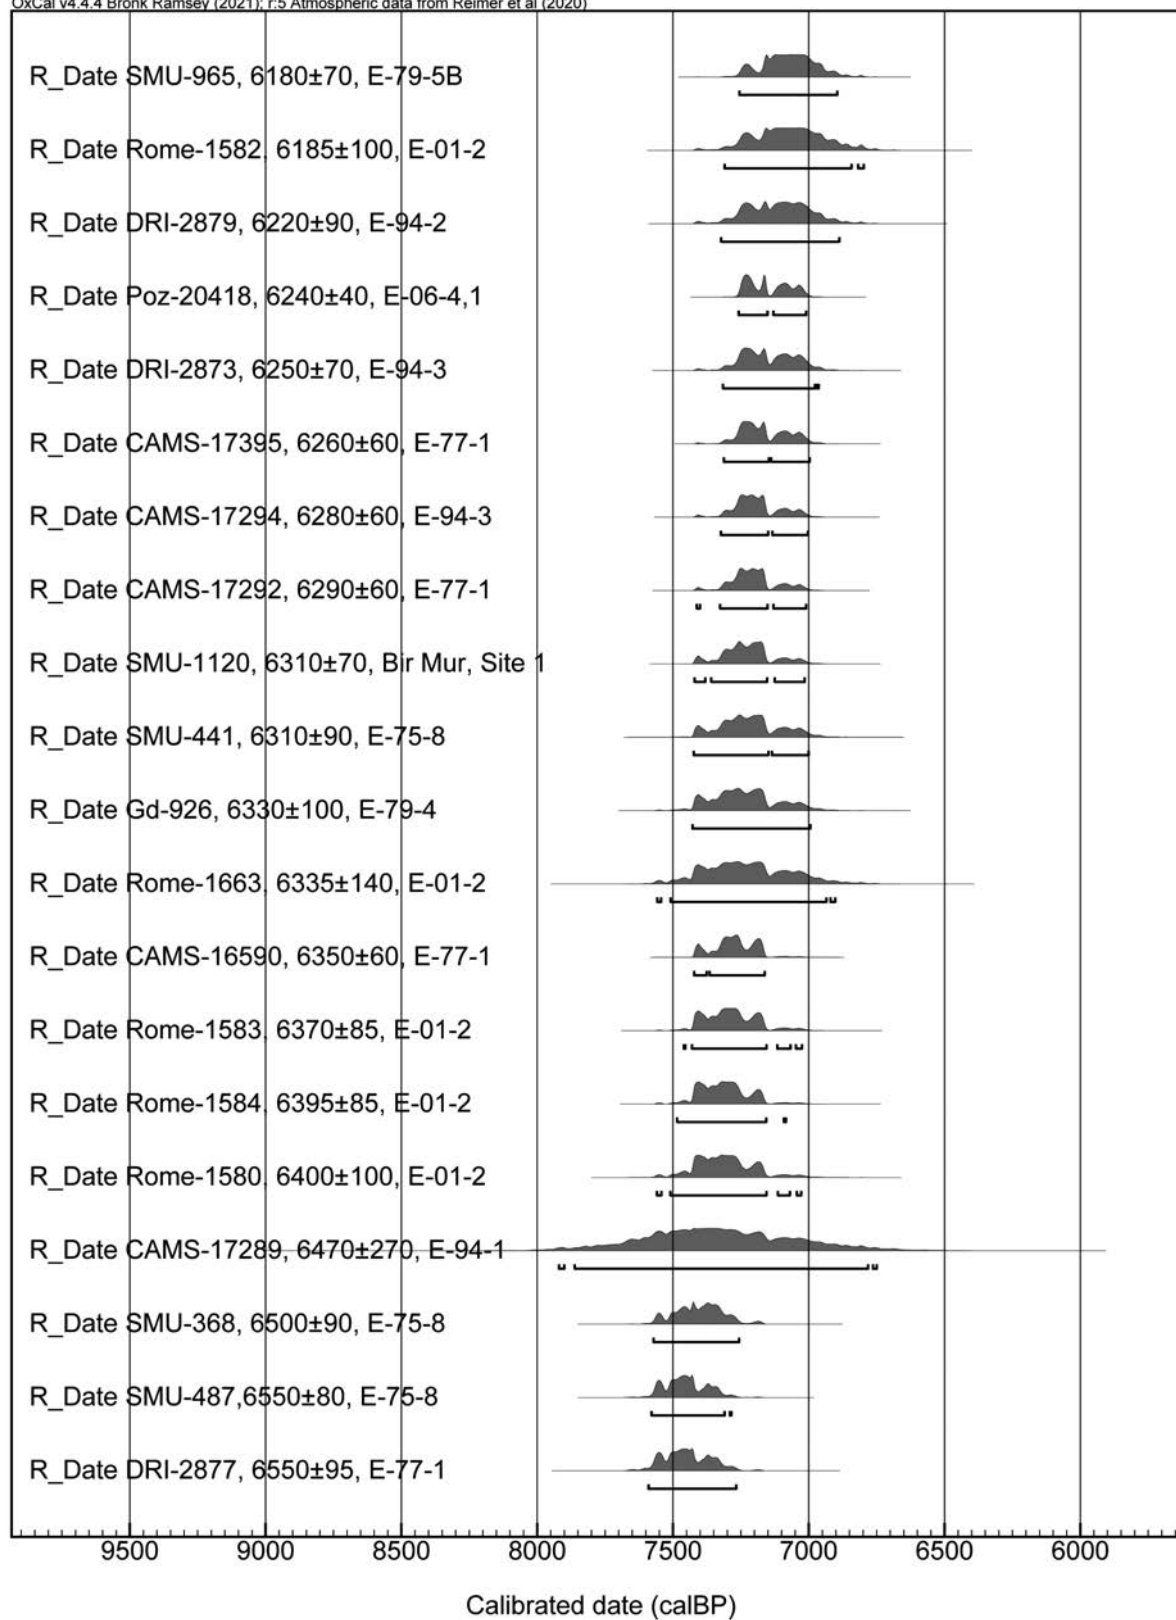 OxCal v4.4.4 Bronk Ramsey (2021); r:5 Atmospheric data from Reimer et al (2020)
R_Date SMU-965, 6180±70, E-79-5B
R_Date Rome-1582, 6185±100, E-01-2
R_Date DRI-2879, 6220±90, E-94-2
R_Date Poz-20418, 6240±40, E-06-4,1
R_Date DRI-2873, 6250±70, E-94-3
R_Date CAMS-17395, 6260±60, E-77-1
R_Date CAMS-17294, 6280±60, E-94-3
R_Date CAMS-17292, 6290±60, E-77-1
R_Date SMU-1120, 6310±70, Bir Mur, Site 1
R_Date SMU-441, 6310±90, E-75-8
R_Date Gd-926, 6330±100, E-79-4
R_Date Rome-1663, 6335±140, E-01-2
R_Date CAMS-16590, 6350±60, E-77-1
R_Date Rome-1583, 6370±85, E-01-2
R_Date Rome-1584, 6395±85, E-01-2
R_Date Rome-1580, 6400±100, E-01-2
R_Date CAMS-17289, 6470±270, E-94-1
R_Date SMU-368, 6500±90, E-75-8
R_Date SMU-487,6550±80, E-75-8
R_Date DRI-2877, 6550±95, E-77-1
9500 9000 8500 8000 7500 7000 6500 6000
Calibrated date (calBP)